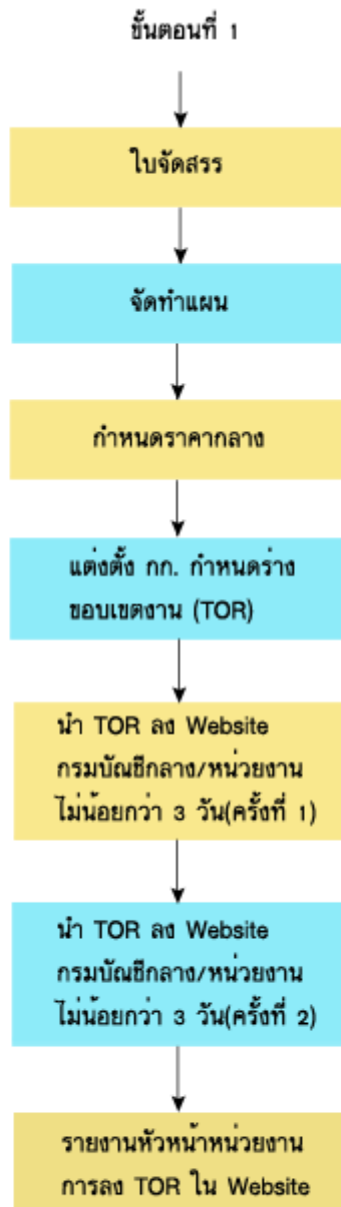 ขั้นตอนที่ 1
ใบจัดสรร
จัดทำแผน
กำหนดราคากลาง
แต่งตั้ง กก. กำหนดร่าง
ขอบเขตงาน (TOR)
นำ TOR ลง Website
กรมบัญชีกลาง/หน่วยงาน
ไม่น้อยกว่า 3 วัน(ครั้งที่ 1)
นำ TOR ลง Website
กรมบัญชีกลาง/หน่วยงาน
ไม่น้อยกว่า 3 วัน(ครั้งที่ 2)
รายงานหัวหน้าหน่วยงาน
การลง TOR ใน Website